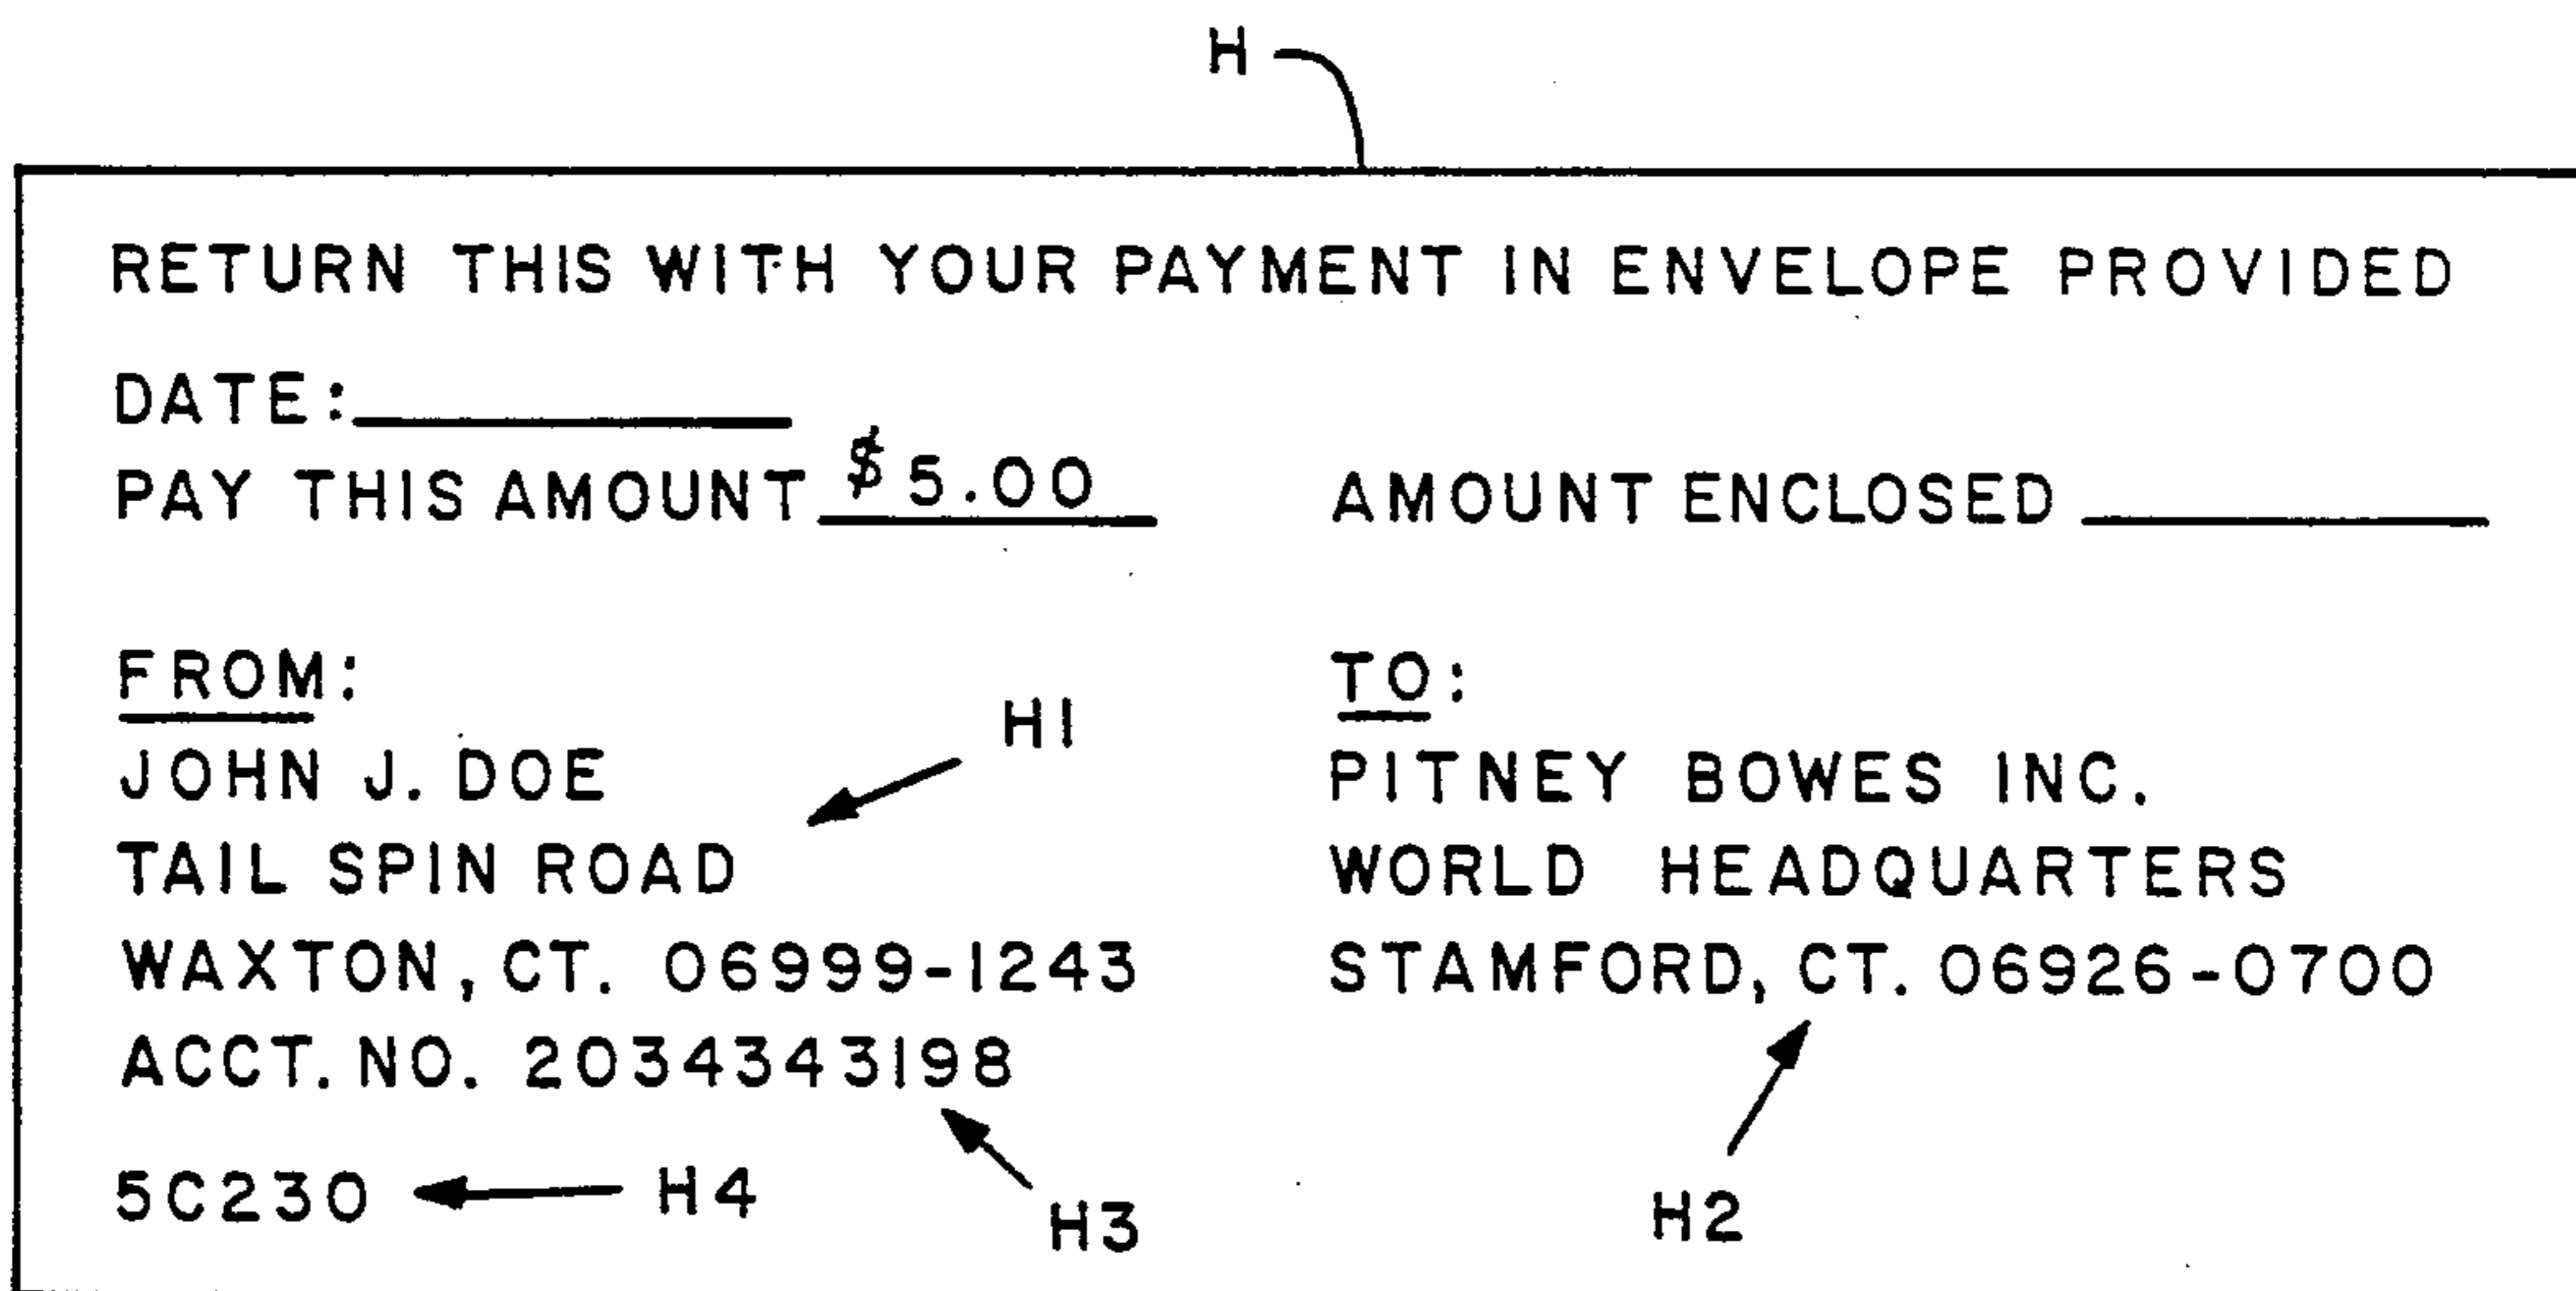 H
RETURN THIS WITH YOUR PAYMENT IN ENVELOPE PROVIDED
DATE:
PAY THIS AMOUNT $5.00 AMOUNT ENCLOSED
FROM:
H1
JOHN J. DOE
TAIL SPIN ROAD
WAXTON, CT. 06999-1243
ACCT. NO. 2034343198
5C230 H4
H3
TO:
PITNEY BOWES INC.
WORLD HEADQUARTERS
STAMFORD, CT. 06926-0700
H2